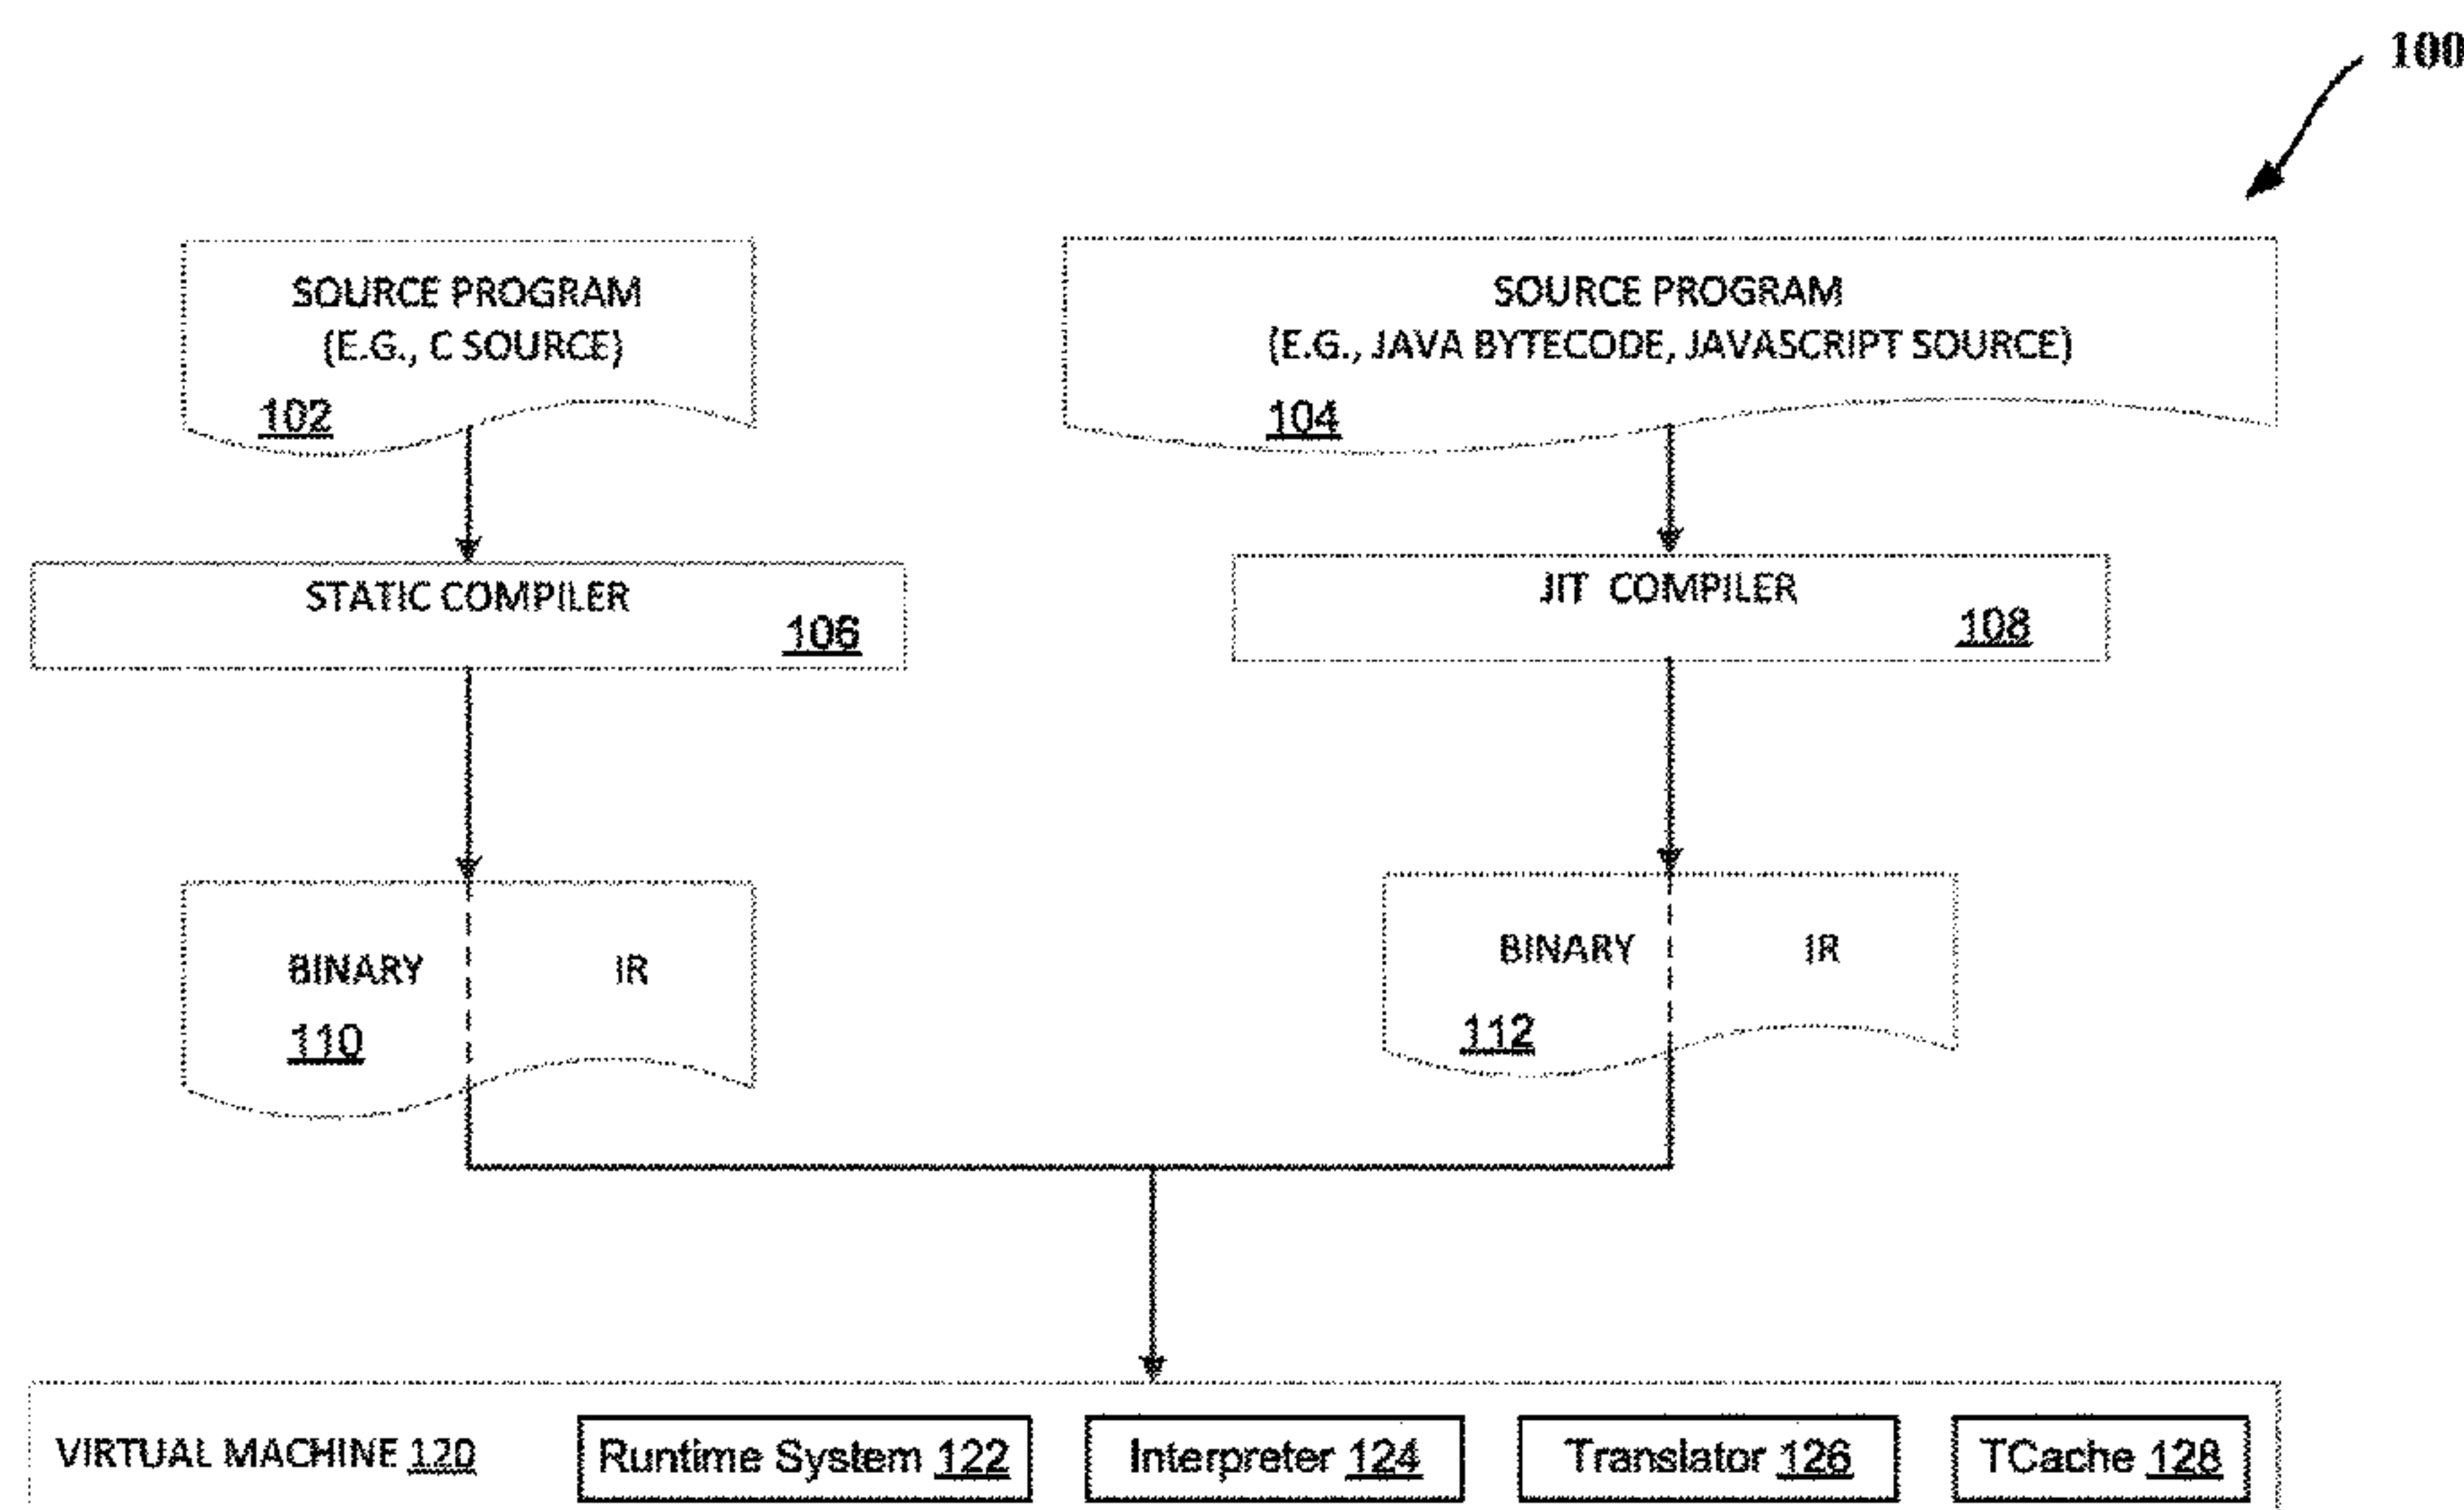 100
SOURCE PROGRAM
(E.G., C SOURCE)
102
SOURCE PROGRAM
(E.G., JAVA BYTECODE, JAVASCRIPT SOURCE)
104
STATIC COMPILER
106
JIT COMPILER
108
BINARY IR
110
BINARY IR
112
VIRTUAL MACHINE 120
Runtime System 122
Interpreter 124
Translator 126
TCache 128